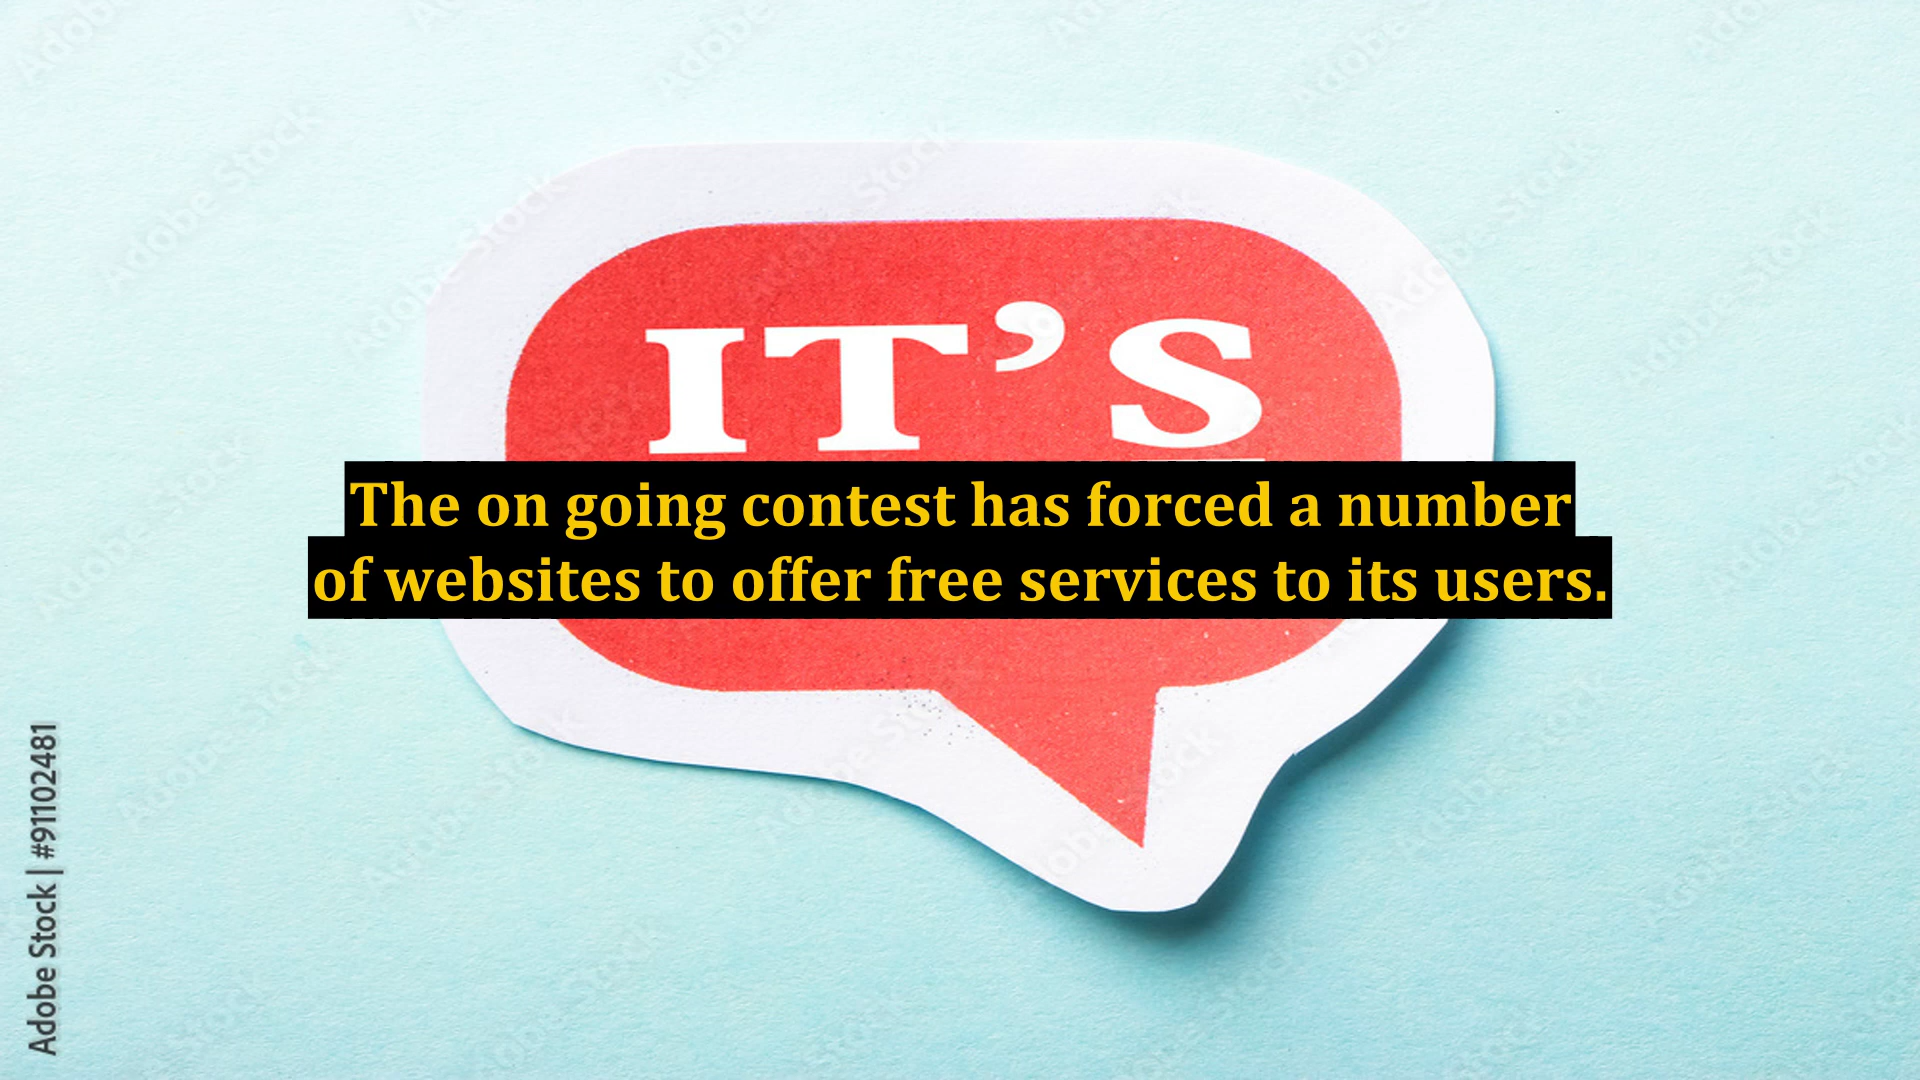 IT'S
The on going contest has forced a number
of websites to offer free services to its users.
Adobe Stock | #91102481